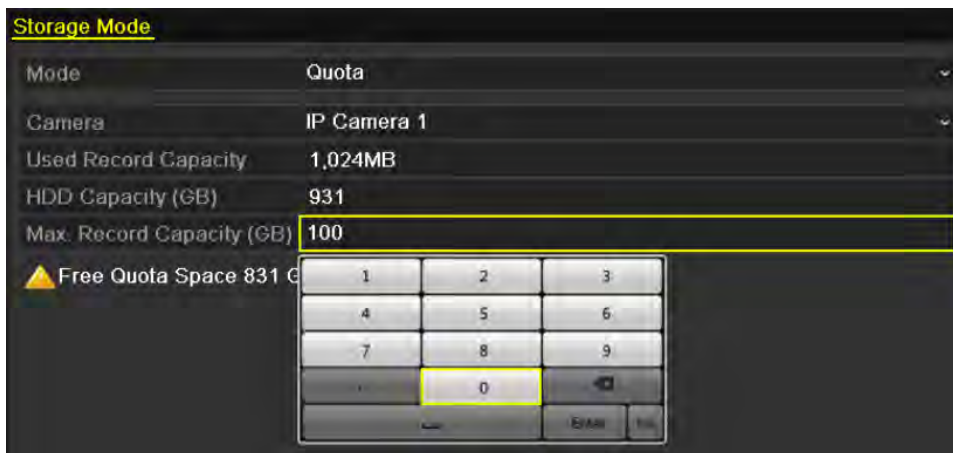 Storage Mode
Mode Quota
Camera IP Camera 1
Used Record Capacity 1,024MB
HDD Capacity (GB) 931
Max. Record Capacity (GB) 100
Free Quota Space 831 G
1 2 3
4 5 6
7 8 9
0
Enter